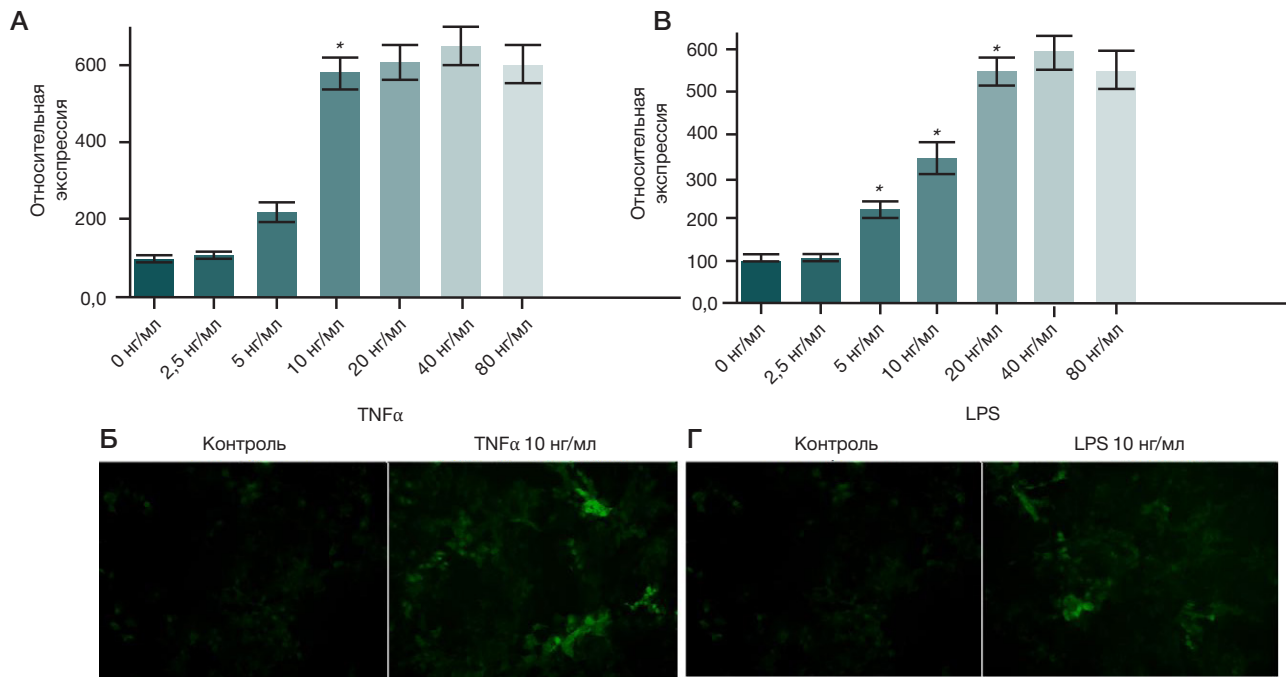 А
Относительная
экспрессия
600
400
200
0,0
*
0 нг/мл
2,5 нг/мл
5 нг/мл
10 нг/мл
20 нг/мл
40 нг/мл
80 нг/мл
TNFα
В
Относительная
экспрессия
600
500
400
300
200
100
0,0
*
*
*
0 нг/мл
2,5 нг/мл
5 нг/мл
10 нг/мл
20 нг/мл
40 нг/мл
80 нг/мл
LPS
Б
Контроль
TNFα 10 нг/мл
Г
Контроль
LPS 10 нг/мл